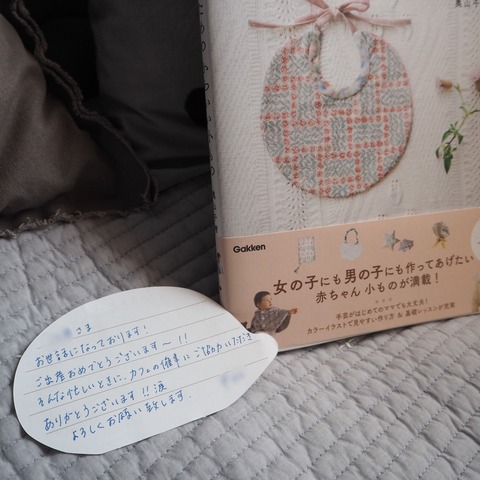 Gakken
女の子にも男の子にも作ってあげたい
赤ちゃん小ものが満載！
手芸がはじめてのママでも大丈夫！
カラーイラストで見やすい作り方 & 基礎レッスンが充実
さま
お世話になっております！
ご出産おめでとうございます〜！！
そんな忙しいときに、カフェの催事にご協力いただき
ありがとうございます！！
よろしくお願い致します．